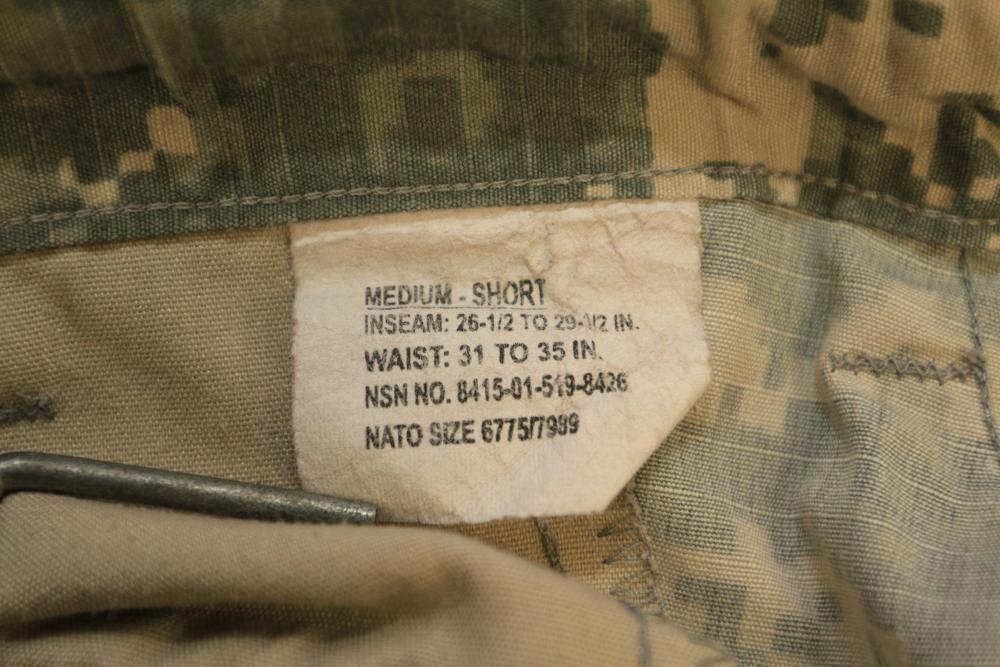 MEDIUM - SHORT
INSEAM: 26-1/2 TO 29-1/2 IN.
WAIST: 31 TO 35 IN.
NSN NO. 8415-01-519-8426
NATO SIZE 6775/7989